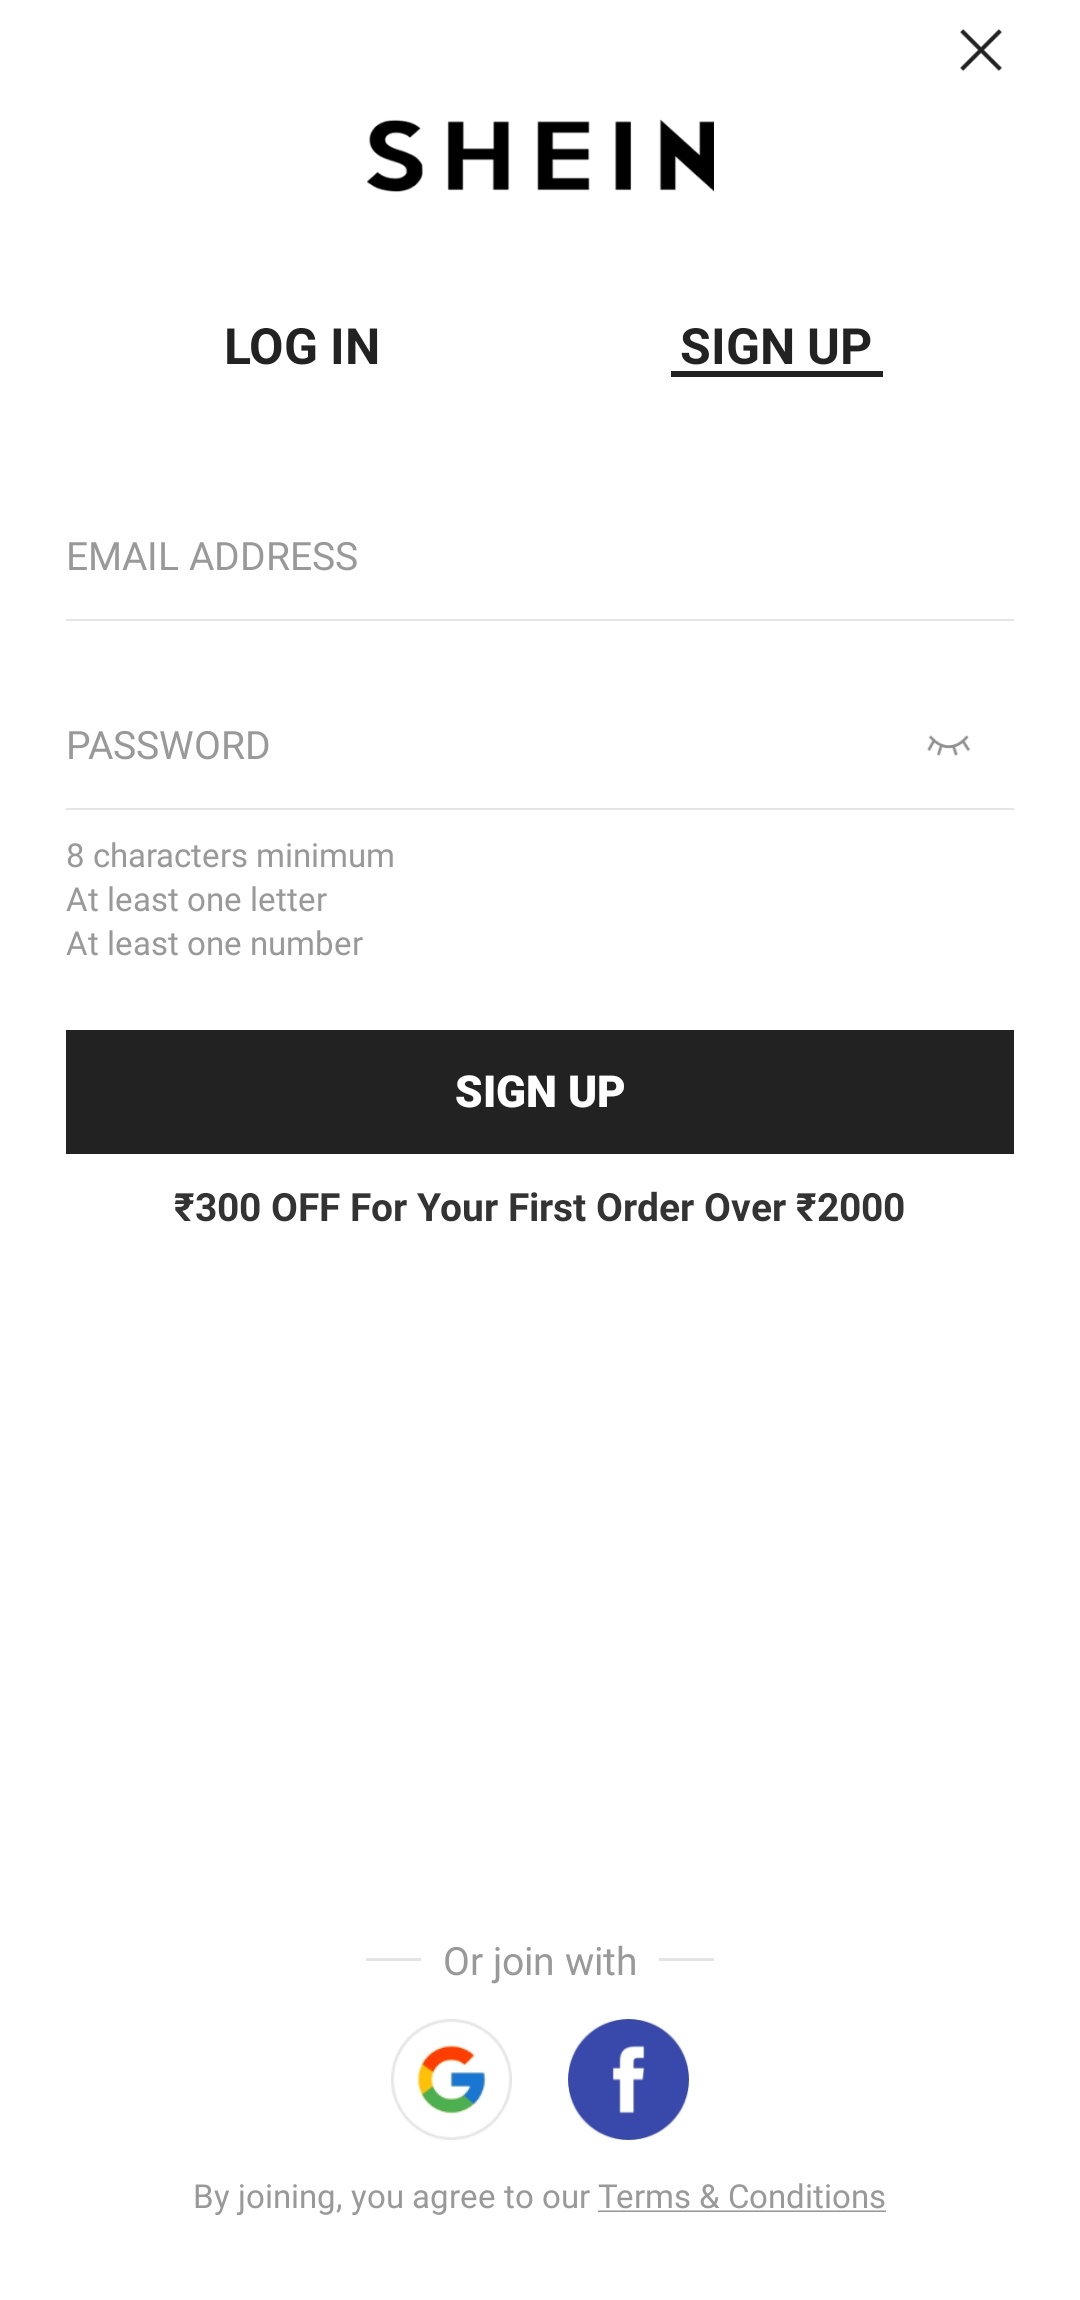 SHEIN
LOG IN
SIGN UP
EMAIL ADDRESS
PASSWORD
8 characters minimum
At least one letter
At least one number
SIGN UP
₹300 OFF For Your First Order Over ₹2000
Or join with
G
f
By joining, you agree to our Terms & Conditions